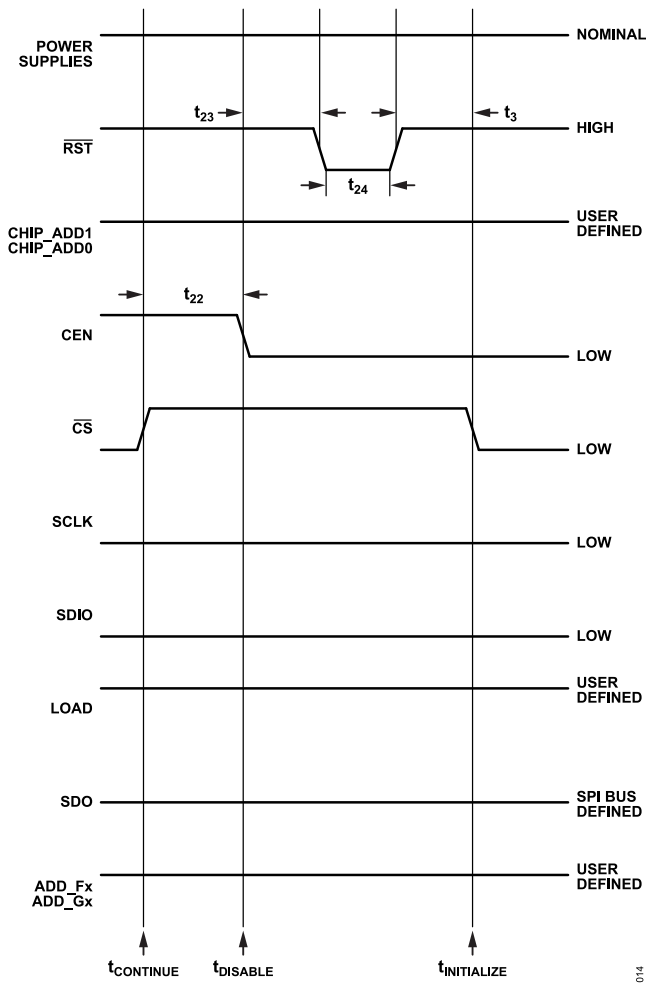 POWER
SUPPLIES
NOMINAL
t23
t3
HIGH
RST
t24
CHIP_ADD1
CHIP_ADD0
USER
DEFINED
t22
CEN
LOW
CS
LOW
SCLK
LOW
SDIO
LOW
LOAD
USER
DEFINED
SDO
SPI BUS
DEFINED
ADD_Fx
ADD_Gx
USER
DEFINED
tCONTINUE
tDISABLE
tINITIALIZE
014